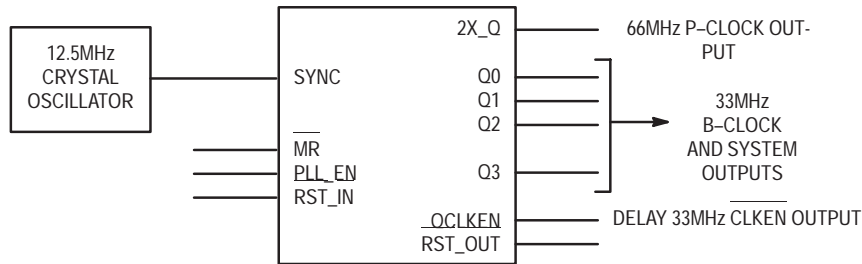 12.5MHz
CRYSTAL
OSCILLATOR
SYNC
MR
PLL_EN
RST_IN
2X_Q
Q0
Q1
Q2
Q3
OCLKEN
RST_OUT
66MHz P–CLOCK OUT-
PUT
33MHz
B–CLOCK
AND SYSTEM
OUTPUTS
DELAY 33MHz CLKEN OUTPUT